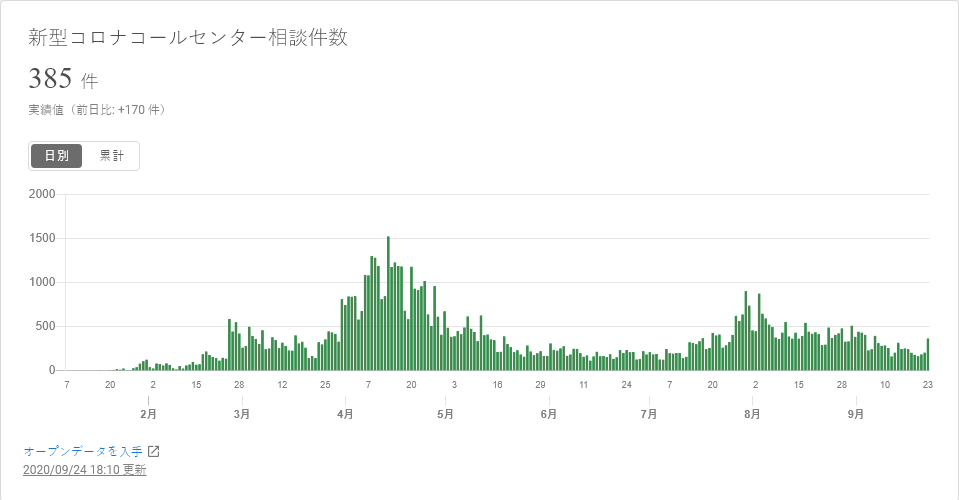 新型コロナコールセンター相談件数
385 件
実績値（前日比: +170 件）
日別 累計
2000
1500
1000
500
0
7 20 2 15 28 12 25 7 20 3 16 29 11 24 7 20 2 15 28 10 23
2月 3月 4月 5月 6月 7月 8月 9月
オープンデータを入手
2020/09/24 18:10 更新